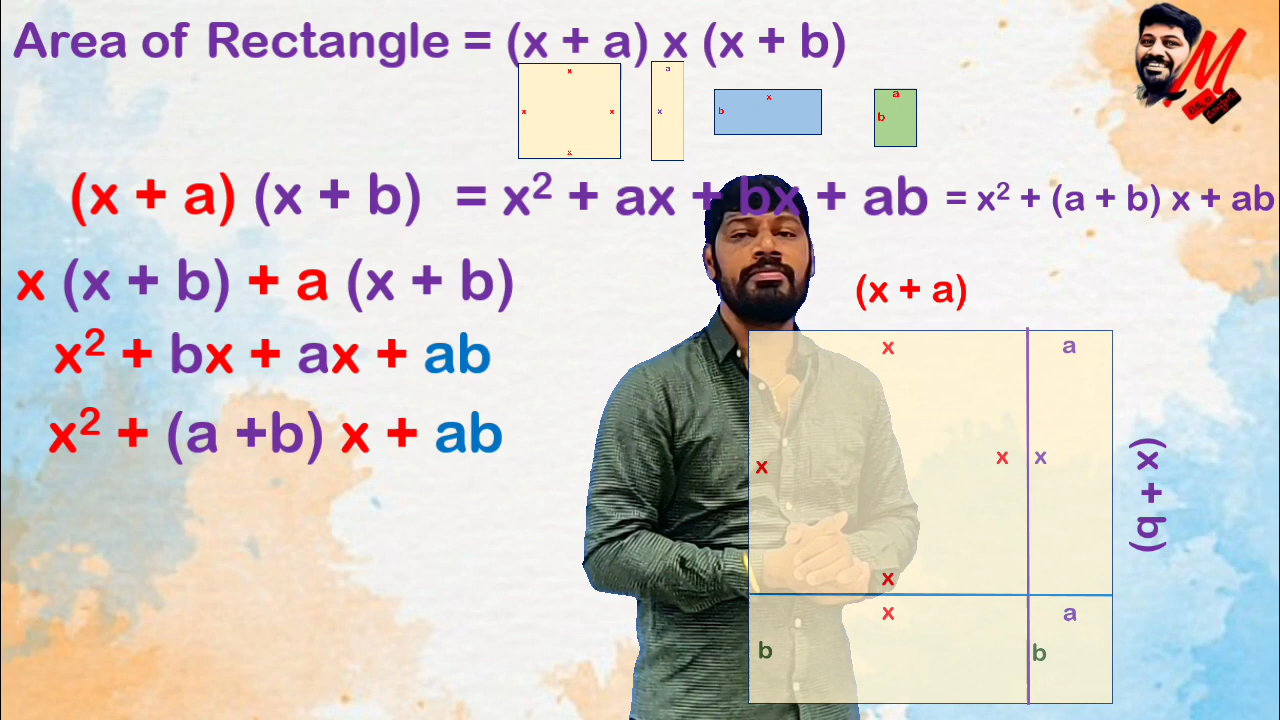 Area of Rectangle = (x + a) x (x + b)
x
x
x
x
a
x
x
b
a
b
(x + a) (x + b) = x² + ax + bx + ab = x² + (a + b) x + ab
x (x + b) + a (x + b)
x² + bx + ax + ab
x² + (a +b) x + ab
(x + a)
x
a
x
x
x
(x + b)
x
x
a
b
b
M